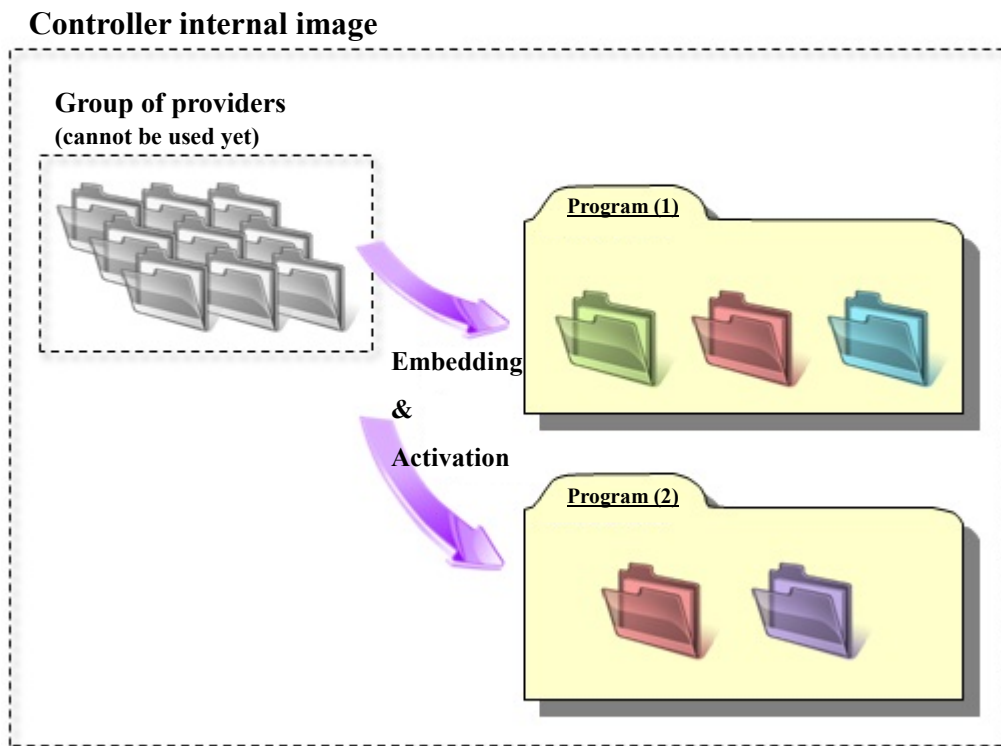 Controller internal image
Group of providers
(cannot be used yet)
Program (1)
Embedding
&
Activation
Program (2)